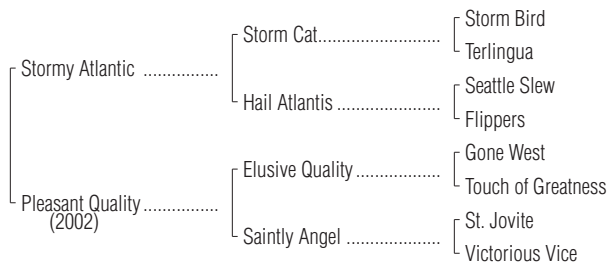 Storm Bird
Storm Cat..............................
Terlingua
Stormy Atlantic ..................
Seattle Slew
Hail Atlantis .........................
Flippers
Gone West
Elusive Quality .....................
Touch of Greatness
Pleasant Quality ..................
(2002)
St. Jovite
Saintly Angel .......................
Victorious Vice